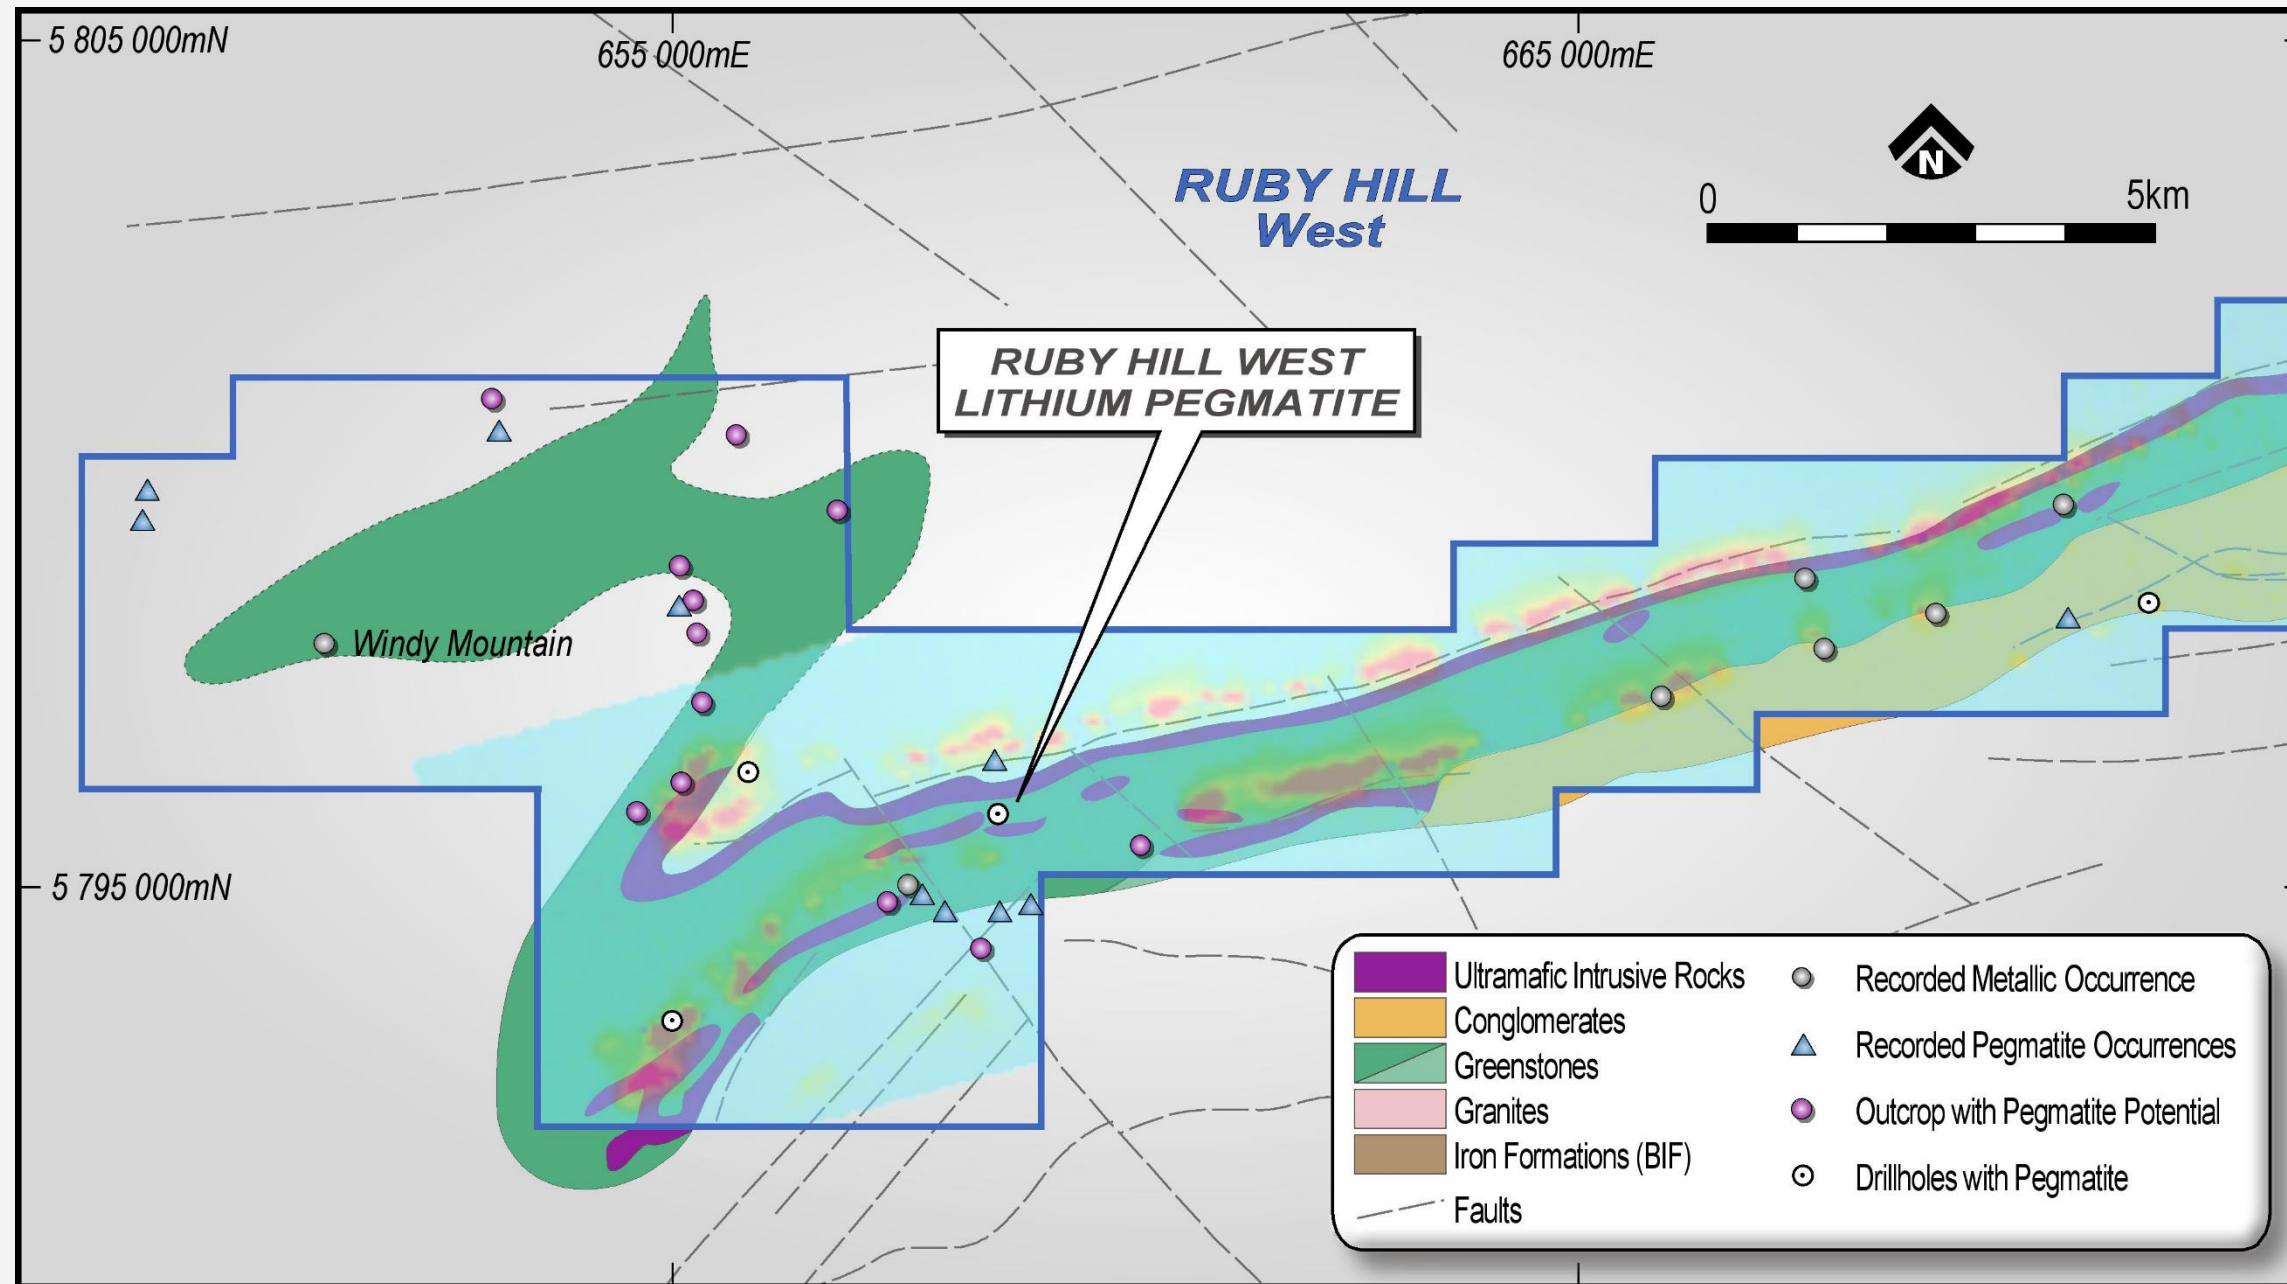 5 805 000mN
655 000mE
665 000mE
RUBY HILL
West
N
0
5km
RUBY HILL WEST
LITHIUM PEGMATITE
Windy Mountain
5 795 000mN
Ultramafic Intrusive Rocks
Conglomerates
Greenstones
Granites
Iron Formations (BIF)
Faults
Recorded Metallic Occurrence
Recorded Pegmatite Occurrences
Outcrop with Pegmatite Potential
Drillholes with Pegmatite